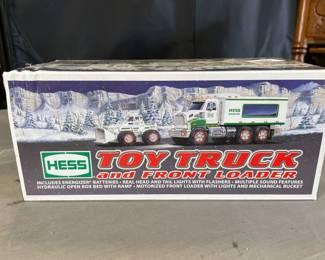 HESS
TOY TRUCK
and FRONT LOADER
INCLUDES ENERGIZER® BATTERIES • REAL HEAD AND TAIL LIGHTS WITH FLASHERS • MULTIPLE SOUND FEATURES
HYDRAULIC OPEN BOX BED WITH RAMP • MOTORIZED FRONT LOADER WITH LIGHTS AND MECHANICAL BUCKET